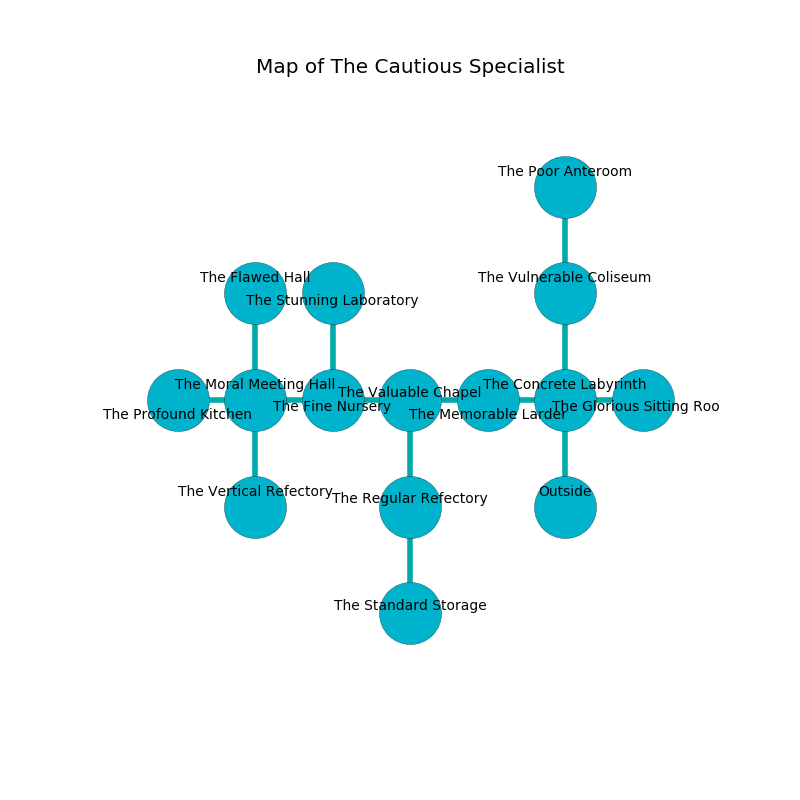 Map of The Cautious Specialist
The Poor Anteroom
The Flawed Hall
The Vulnerable Coliseum
The Stunning Laboratory
The Moral Meeting Hall
The Concrete Labyrinth
The Valuable Chapel
The Fine Nursery
The Glorious Sitting Roo
The Profound Kitchen
The Memorable Larder
The Vertical Refectory
Outside
The Regular Refectory
The Standard Storage